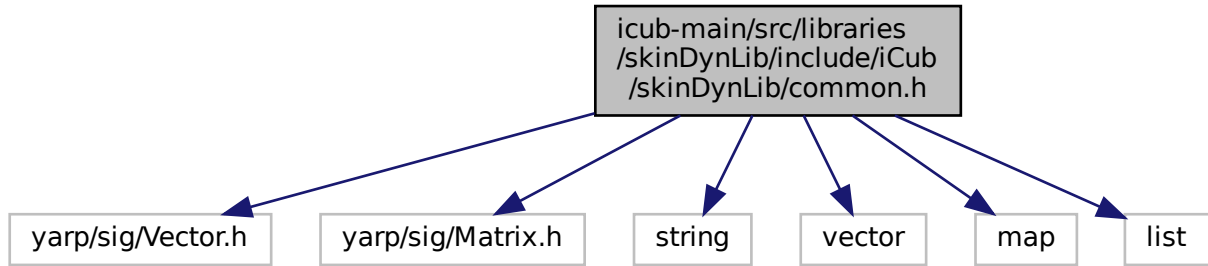 icub-main/src/libraries
/skinDynLib/include/iCub
/skinDynLib/common.h
yarp/sig/Vector.h
yarp/sig/Matrix.h
string
vector
map
list